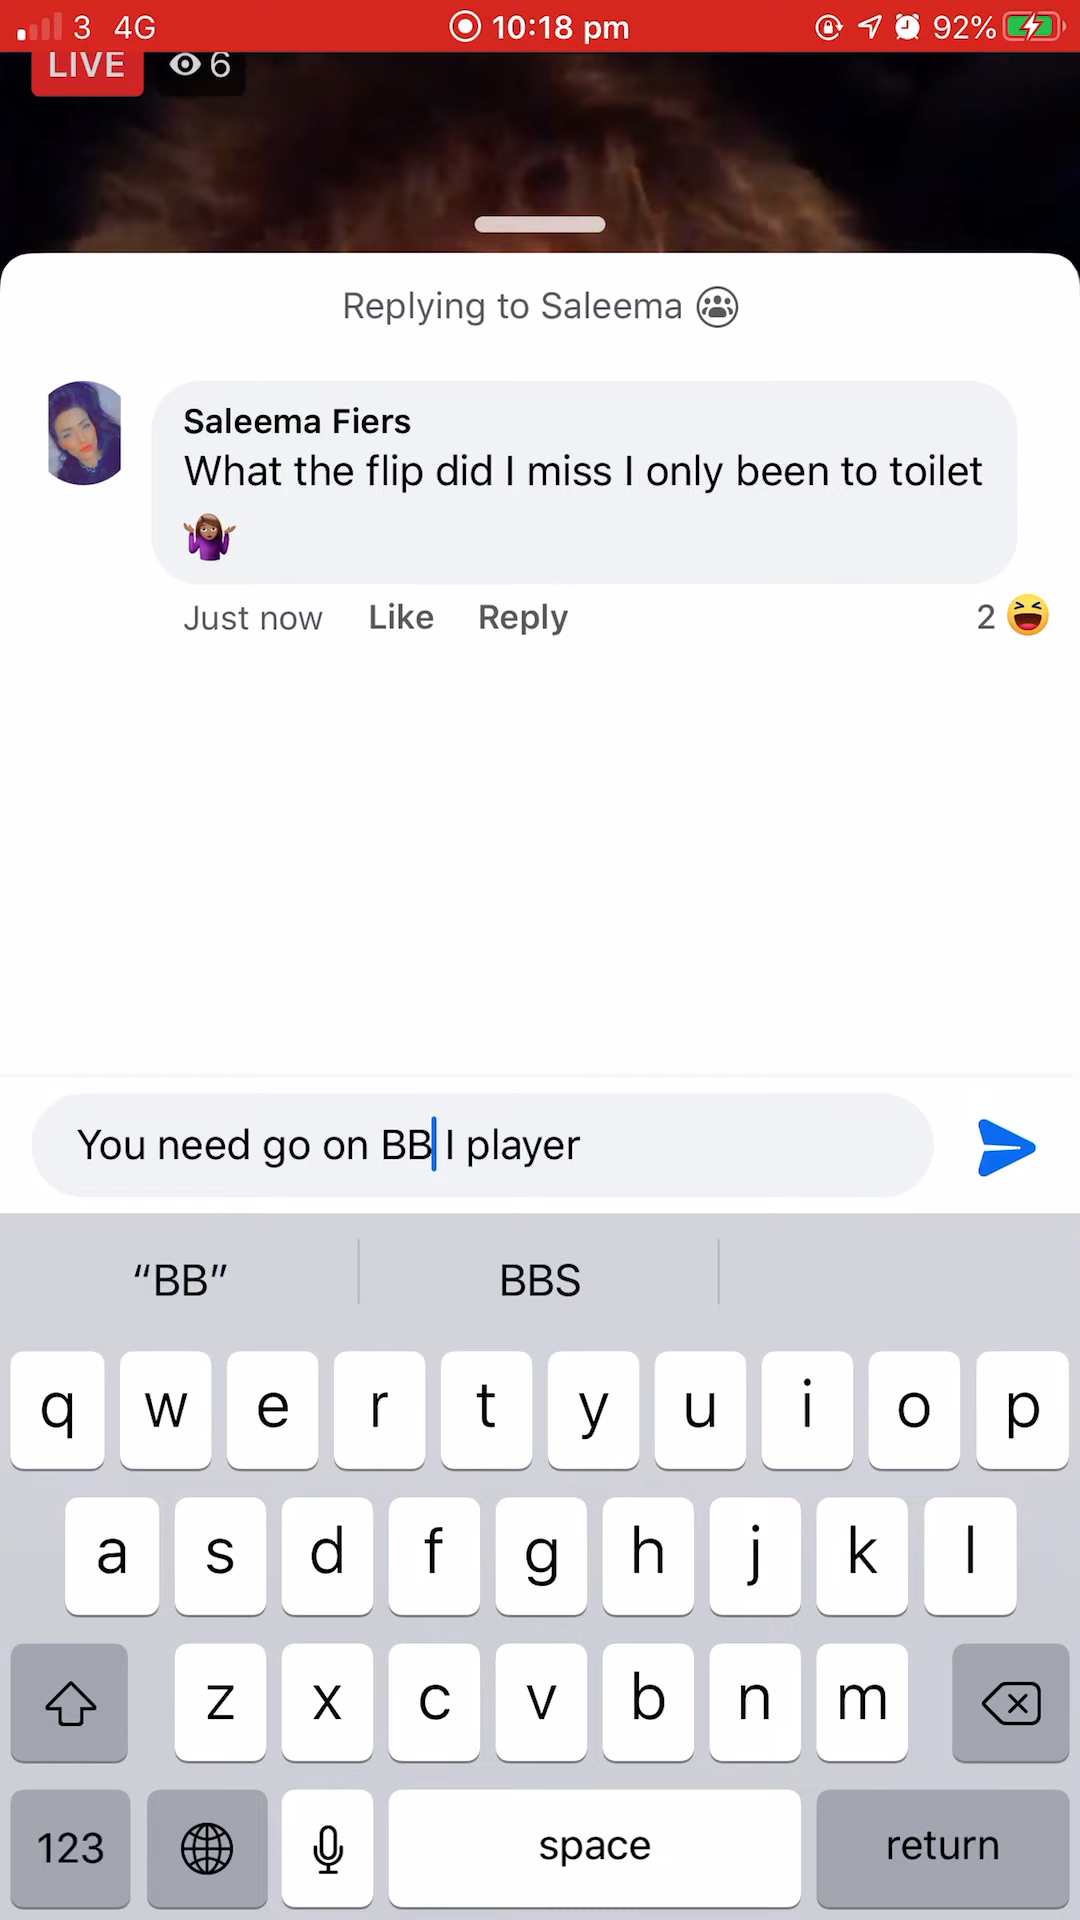 3 4G 10:18 pm 92%
LIVE 6
Replying to Saleema
Saleema Fiers
What the flip did I miss I only been to toilet
🤷🏾‍♀️
Just now Like Reply 2 😆
You need go on BB I player
“BB” BBS
q w e r t y u i o p
a s d f g h j k l
z x c v b n m
123 space return